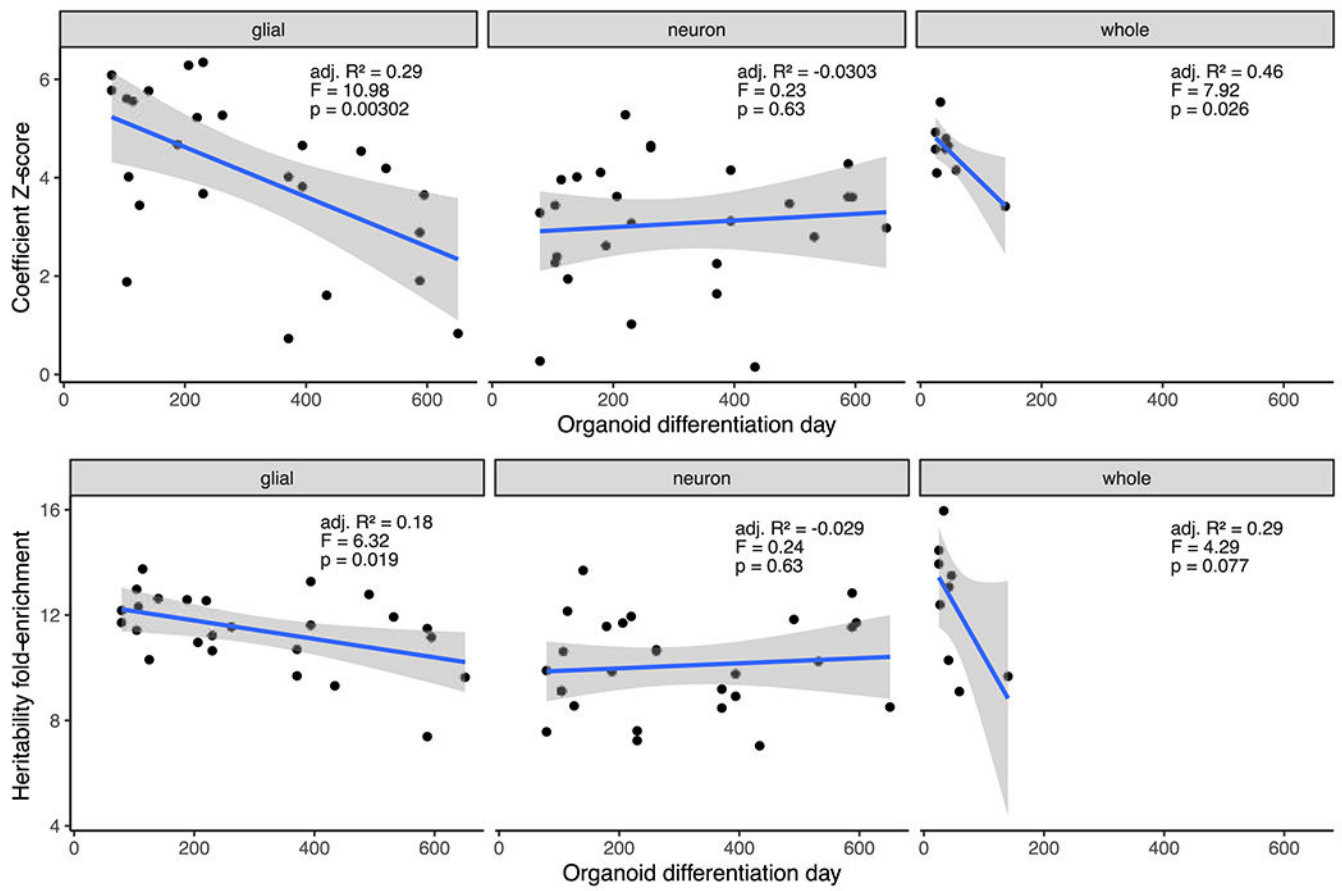 glial
neuron
whole
Coefficient Z-score
6
4
2
0
adj. R² = 0.29
F = 10.98
p = 0.00302
adj. R² = -0.0303
F = 0.23
p = 0.63
adj. R² = 0.46
F = 7.92
p = 0.026
0 200 400 600
0 200 400 600
0 200 400 600
Organoid differentiation day
glial
neuron
whole
Heritability fold-enrichment
16
12
8
4
adj. R² = 0.18
F = 6.32
p = 0.019
adj. R² = -0.029
F = 0.24
p = 0.63
adj. R² = 0.29
F = 4.29
p = 0.077
0 200 400 600
0 200 400 600
0 200 400 600
Organoid differentiation day